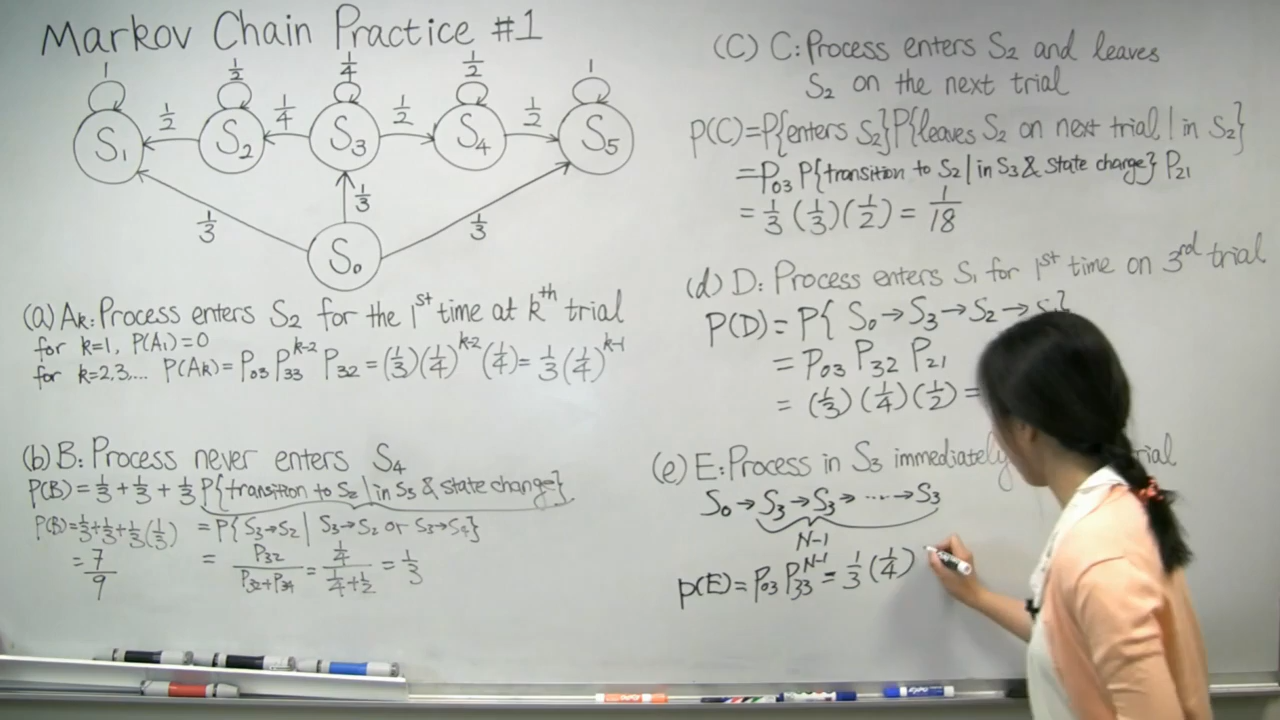 Markov Chain Practice #1
1 1/2 1/4 1/2 1
S₁ 1/2 S₂ 1/4 S₃ 1/2 S₄ 1/2 S₅
1/3 1/3 1/3
S₀
(a) Aₖ: Process enters S₂ for the 1st time at kth trial
for k=1, P(A₁)=0
for k=2,3,... P(Aₖ) = P₀₃ P₃₃^(k-2) P₃₂ = (1/3)(1/4)^(k-2) (1/4) = 1/3 (1/4)^(k-1)
(b) B: Process never enters S₄
P(B) = 1/3 + 1/3 + 1/3 P{transition to S₂ | in S₃ & state change}
P(B) = 1/3 + 1/3 + 1/3 (1/3) = P{S₃→S₂ | S₃→S₂ or S₃→S₄}
= 7/9 = P₃₂/(P₃₂+P₃₄) = (1/4)/(1/4+1/2) = 1/3
(C) C: Process enters S₂ and leaves
S₂ on the next trial
P(C) = P{enters S₂}P{leaves S₂ on next trial | in S₂}
= P₀₃ P{transition to S₂ | in S₃ & state change} P₂₁
= 1/3 (1/3)(1/2) = 1/18
(d) D: Process enters S₁ for 1st time on 3rd trial
P(D) = P{ S₀→S₃→S₂→S₁}
= P₀₃ P₃₂ P₂₁
= (1/3)(1/4)(1/2) =
(e) E: Process in S₃ immediately
S₀→S₃→S₃→ ····→S₃
N-1
P(E) = P₀₃ P₃₃^(N-1) = 1/3 (1/4)
EXPO